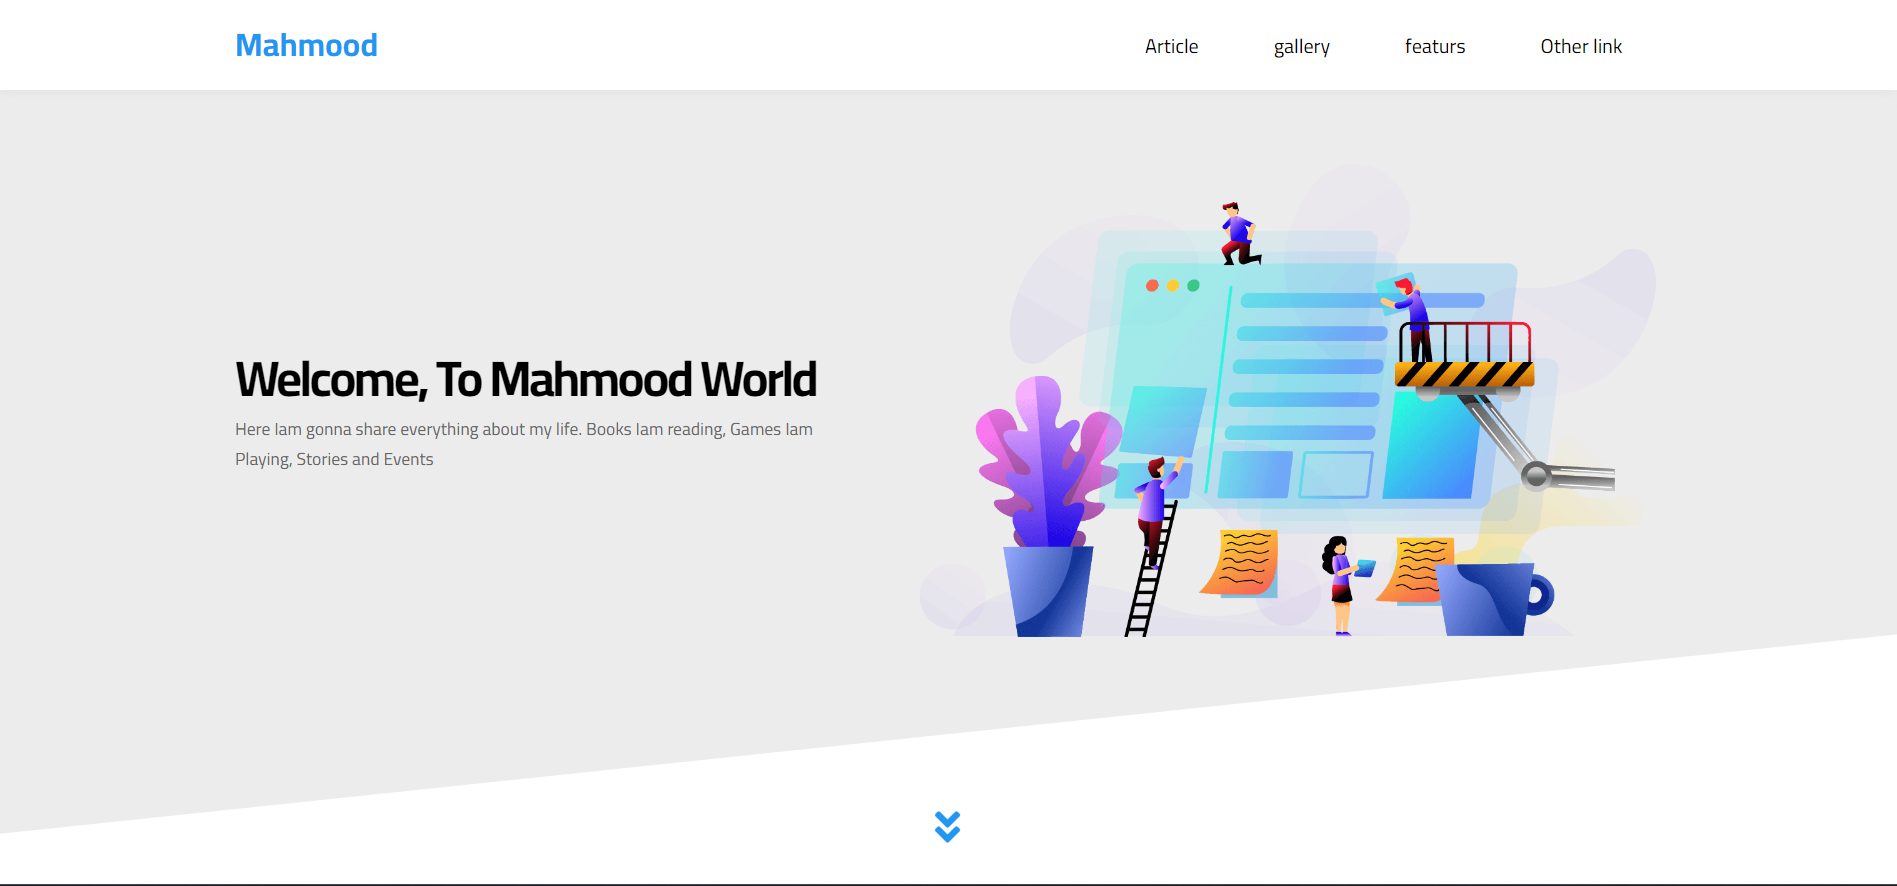 Mahmood
Article gallery featurs Other link
Welcome, To Mahmood World
Here Iam gonna share everything about my life. Books Iam reading, Games Iam
Playing, Stories and Events